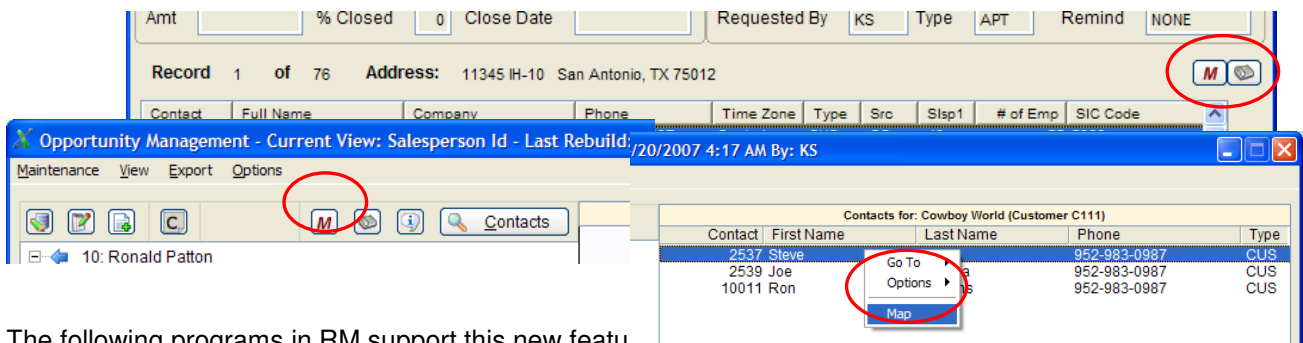 Amt % Closed 0 Close Date Requested By KS Type APT Remind NONE
Record 1 of 76 Address: 11345 IH-10 San Antonio, TX 75012 M
Contact Full Name Company Phone Time Zone Type Src Slsp1 # of Emp SIC Code
Opportunity Management - Current View: Salesperson Id - Last Rebuild:
Maintenance View Export Options
C M Contacts
10: Ronald Patton
/20/2007 4:17 AM By: KS
Contacts for: Cowboy World (Customer C111)
Contact First Name Last Name Phone Type
2537 Steve 952-983-0987 CUS
2539 Joe a 952-983-0987 CUS
10011 Ron ns 952-983-0987 CUS
Go To
Options
Map
The following programs in RM support this new featu